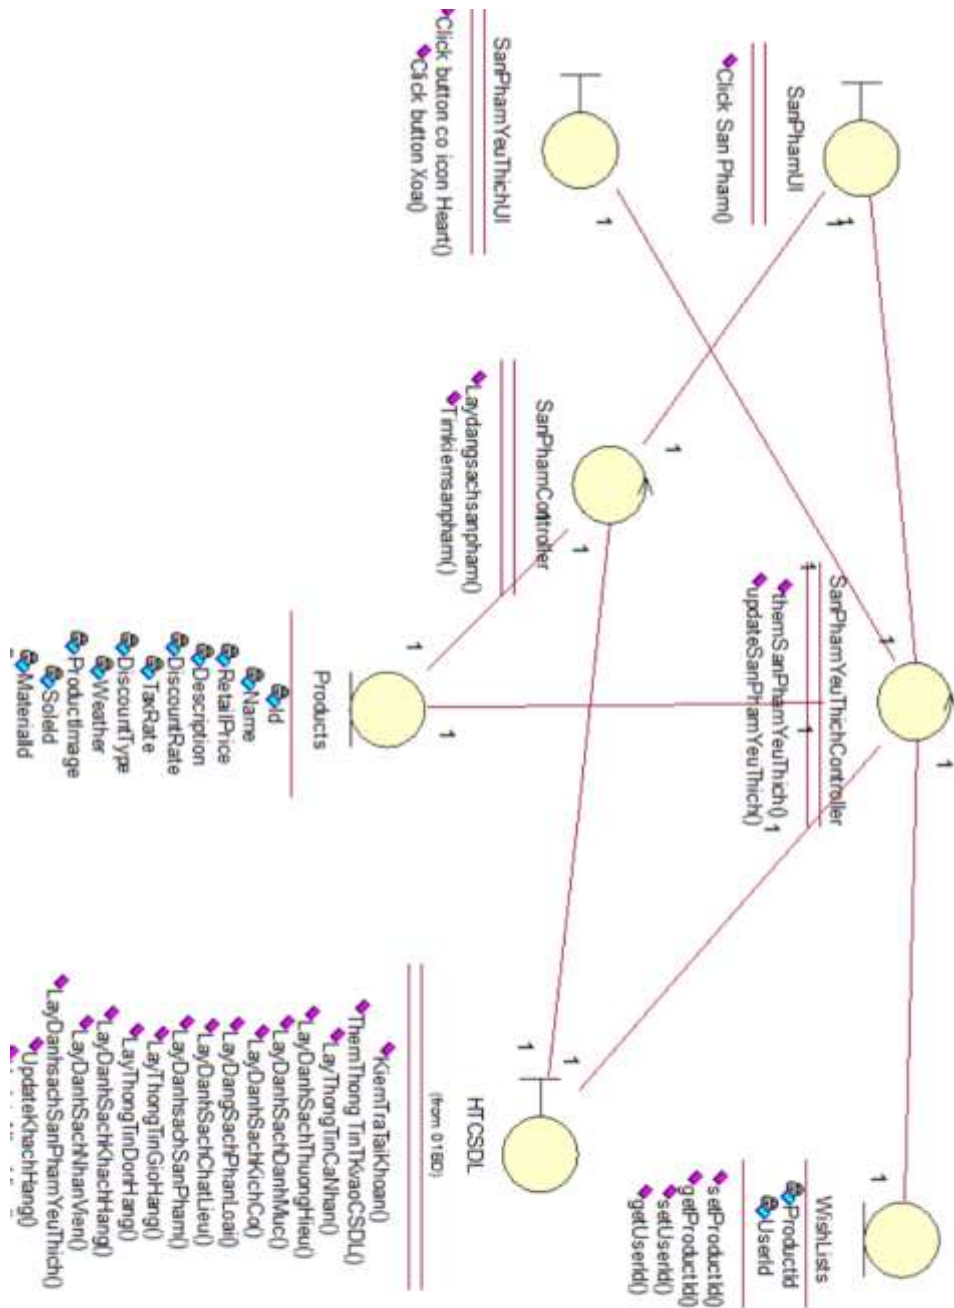 1
1
1
1
1
SanPhamUI
Click San Pham()
SanPhamYeuThichController
themSanPhamYeuThich()
updateSanPhamYeuThich()
1
1
1
WishLists
ProductId
UserId
setProductId()
getProductId()
setUserId()
getUserId()
1
1
1
1
SanPhamYeuThichUI
Click button co icon Heart()
Click button Xoa()
SanPhamController
Laydangsachsanpham()
Timkiemsanpham()
1
1
1
1
1
HTCSDL
(from 01BD)
KiemTraTaiKhoan()
ThemThong TinTKvaoCSDL()
LayThongTinCaNhan()
LayDanhSachThuongHieu()
LayDanhSachDanhMuc()
LayDanhSachKichCo()
LayDangSachPhanLoai()
LayDanhSachChatLieu()
LayDanhsachSanPham()
LayThongTinGioHang()
LayThongTinDonHang()
LayDanhSachKhachHang()
LayDanhSachNhanVien()
LayDanhsachSanPhamYeuThich()
UpdateKhachHang()
Products
Id
Name
RetailPrice
Description
DiscountRate
TaxRate
DiscountType
Weather
ProductImage
SoleId
MaterialId